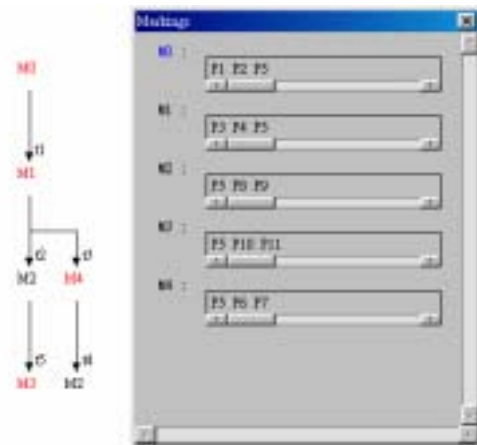 Markings
M0
t1
M1
t2 t3
M2 M4
t5 t4
M3 M2
M0 :
P1 P2 P5
M1 :
P3 P4 P5
M2 :
P5 P8 P9
M3 :
P5 P10 P11
M4 :
P5 P6 P7